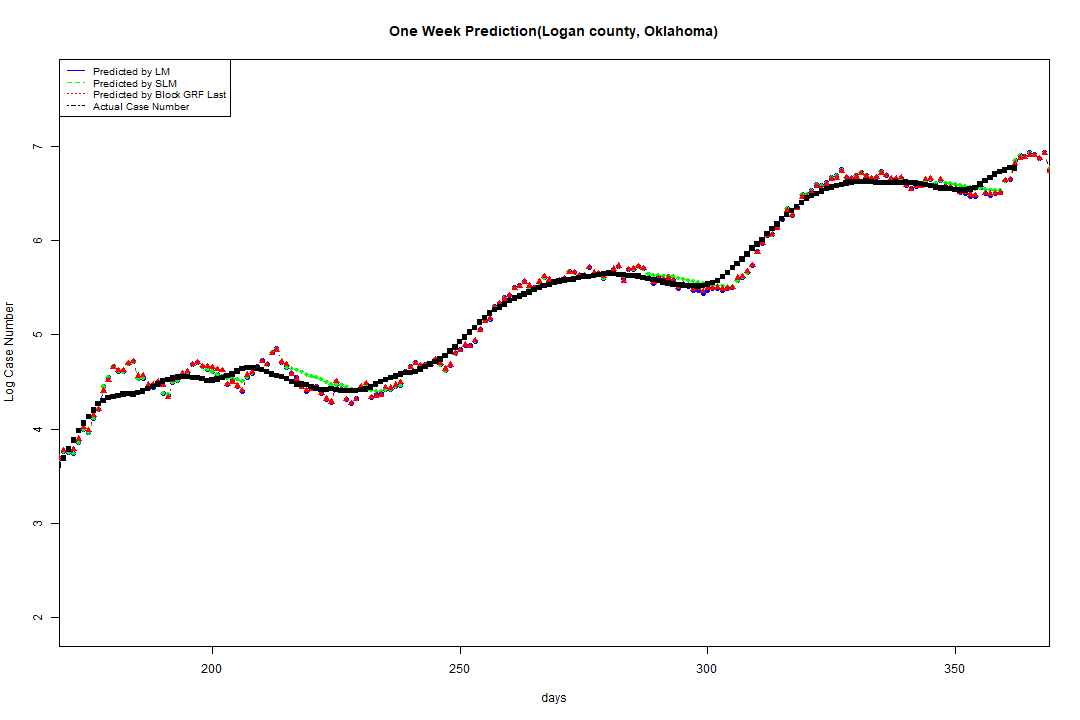 One Week Prediction(Logan county, Oklahoma)
Predicted by LM
Predicted by SLM
Predicted by Block GRF Last
Actual Case Number
7
6
5
4
3
2
Log Case Number
200
250
300
350
days